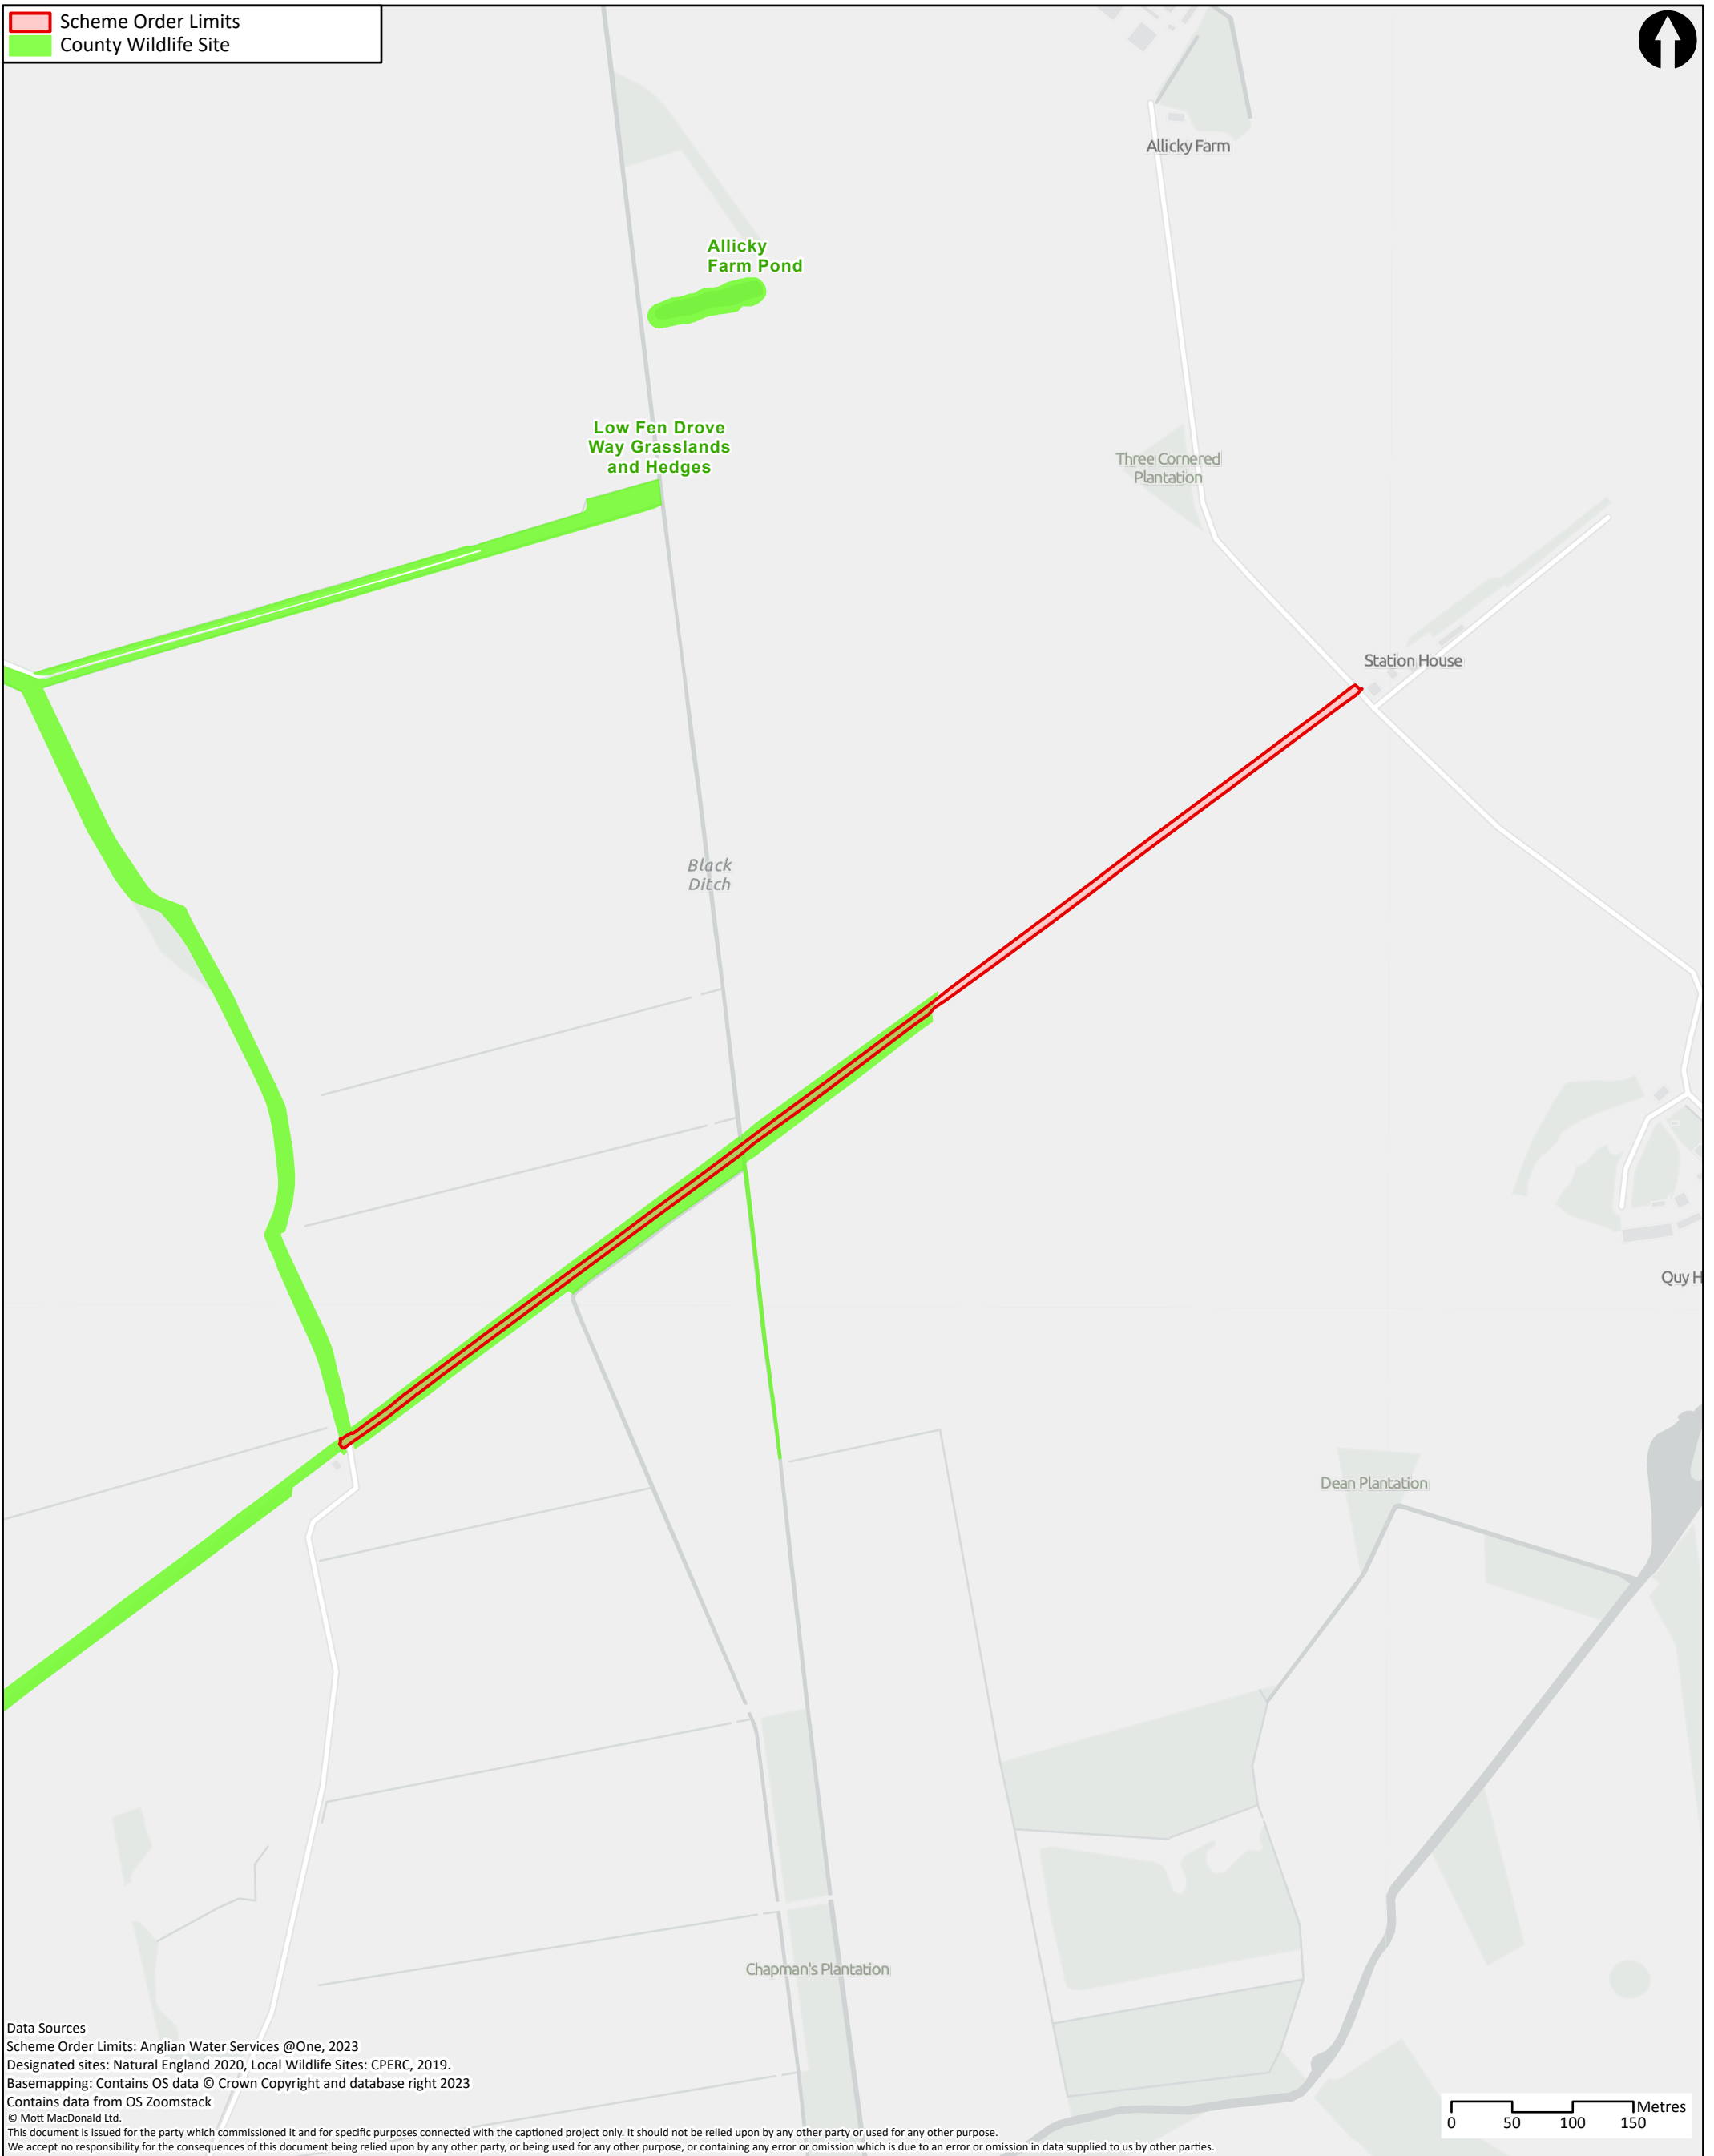 Scheme Order Limits
County Wildlife Site
Allicky Farm
Allicky
Farm Pond
Low Fen Drove
Way Grasslands
and Hedges
Three Cornered
Plantation
Station House
Black
Ditch
Quy H
Dean Plantation
Chapman's Plantation
Data Sources
Scheme Order Limits: Anglian Water Services @One, 2023
Designated sites: Natural England 2020, Local Wildlife Sites: CPERC, 2019.
Basemapping: Contains OS data © Crown Copyright and database right 2023
Contains data from OS Zoomstack
© Mott MacDonald Ltd.
This document is issued for the party which commissioned it and for specific purposes connected with the captioned project only. It should not be relied upon by any other party or used for any other purpose.
We accept no responsibility for the consequences of this document being relied upon by any other party, or being used for any other purpose, or containing any error or omission which is due to an error or omission in data supplied to us by other parties.
Metres
0 50 100 150